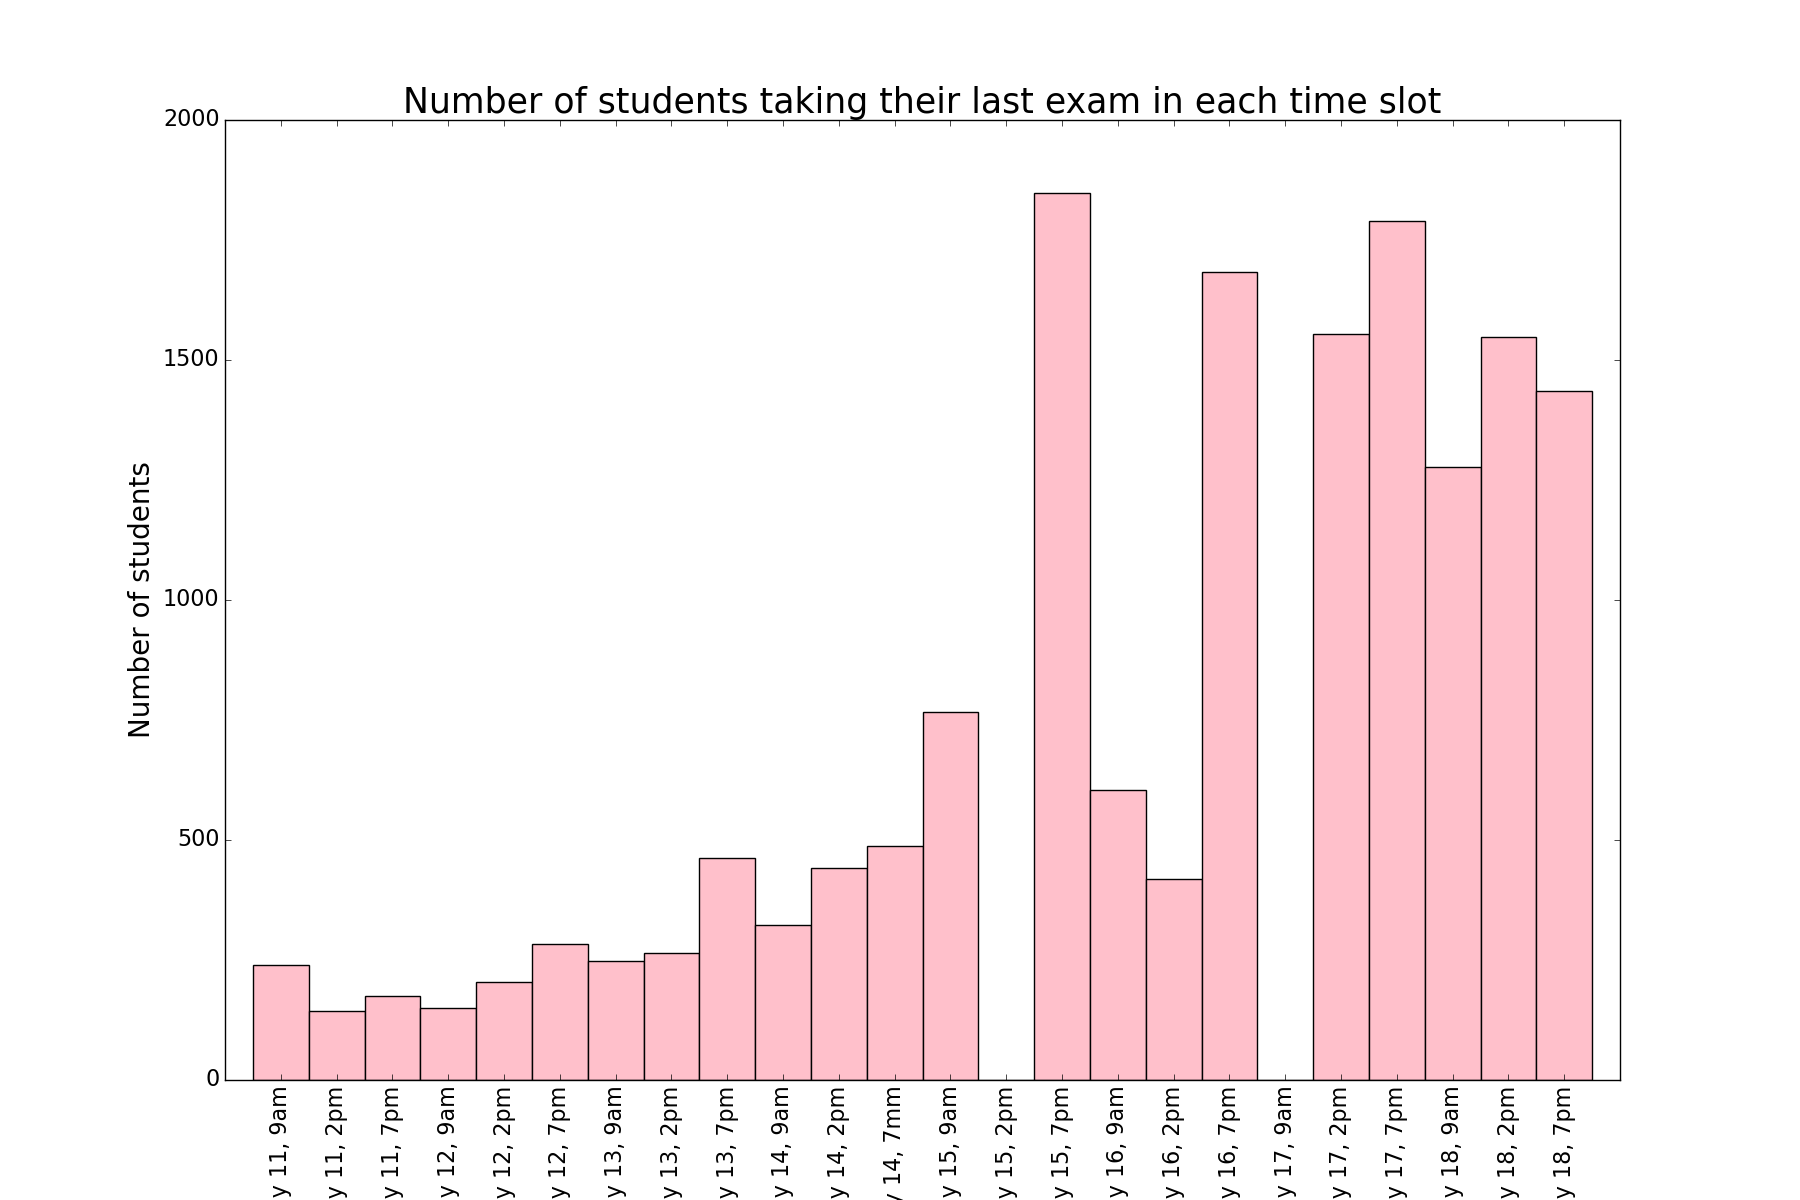 Number of students taking their last exam in each time slot
Number of students
2000
1500
1000
500
0
y 11, 9am
y 11, 2pm
y 11, 7pm
y 12, 9am
y 12, 2pm
y 12, 7pm
y 13, 9am
y 13, 2pm
y 13, 7pm
y 14, 9am
y 14, 2pm
y 14, 7mm
y 15, 9am
y 15, 2pm
y 15, 7pm
y 16, 9am
y 16, 2pm
y 16, 7pm
y 17, 9am
y 17, 2pm
y 17, 7pm
y 18, 9am
y 18, 2pm
y 18, 7pm